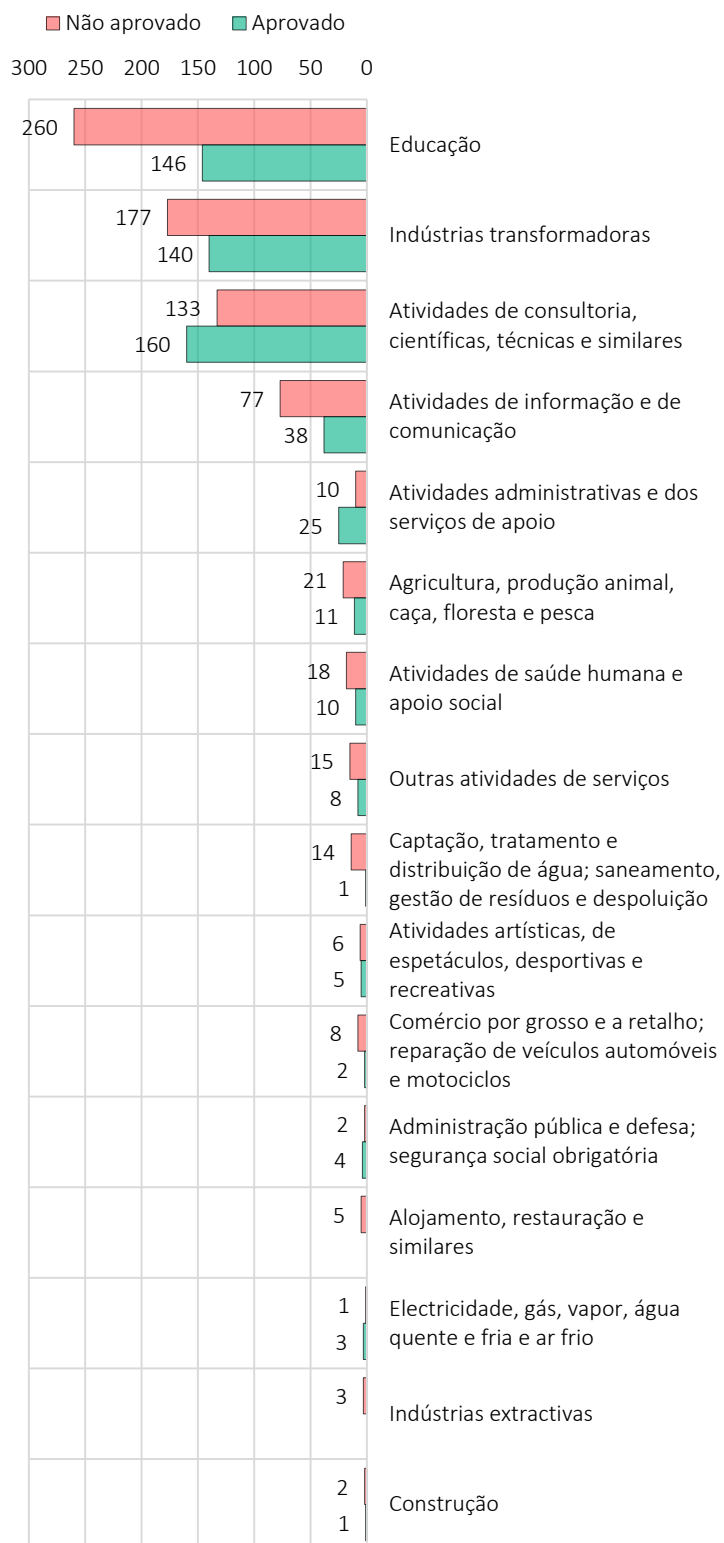 Não aprovado Aprovado
300 250 200 150 100 50 0
260
146
Educação
177
140
Indústrias transformadoras
133
160
Atividades de consultoria,
científicas, técnicas e similares
77
38
Atividades de informação e de
comunicação
10
25
Atividades administrativas e dos
serviços de apoio
21
11
Agricultura, produção animal,
caça, floresta e pesca
18
10
Atividades de saúde humana e
apoio social
15
8
Outras atividades de serviços
14
1
Captação, tratamento e
distribuição de água; saneamento,
gestão de resíduos e despoluição
6
5
Atividades artísticas, de
espetáculos, desportivas e
recreativas
8
2
Comércio por grosso e a retalho;
reparação de veículos automóveis
e motociclos
2
4
Administração pública e defesa;
segurança social obrigatória
5
Alojamento, restauração e
similares
1
3
Electricidade, gás, vapor, água
quente e fria e ar frio
3
Indústrias extractivas
2
1
Construção